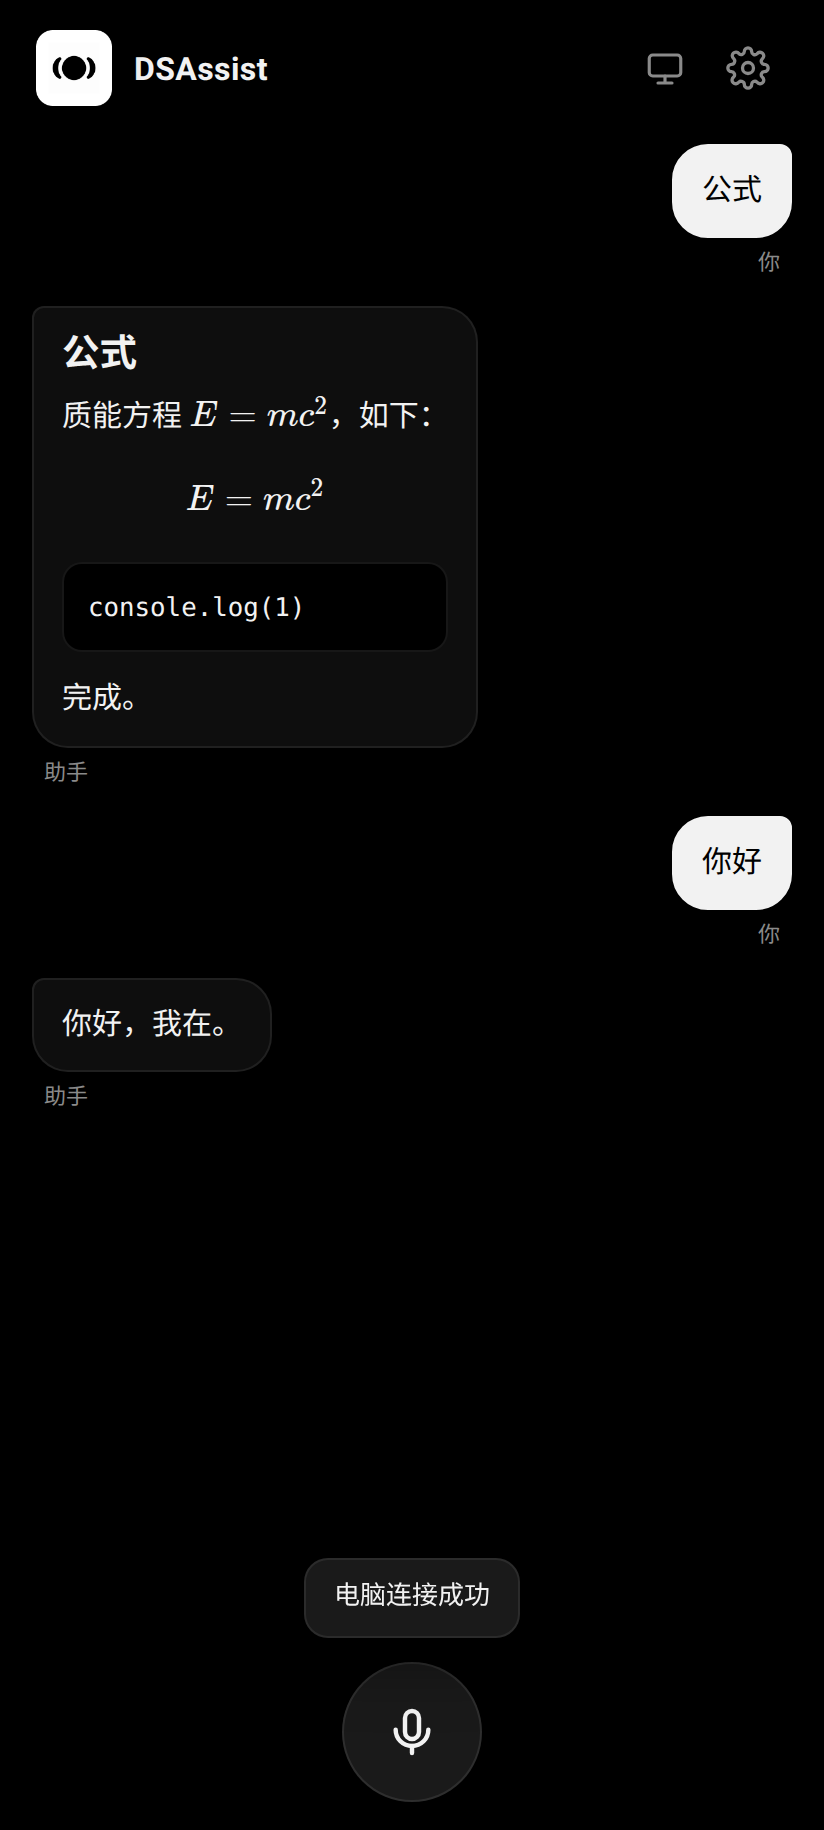 DSAssist
公式
你
公式
质能方程 E = mc²，如下：
E = mc²
console.log(1)
完成。
助手
你好
你
你好，我在。
助手
电脑连接成功